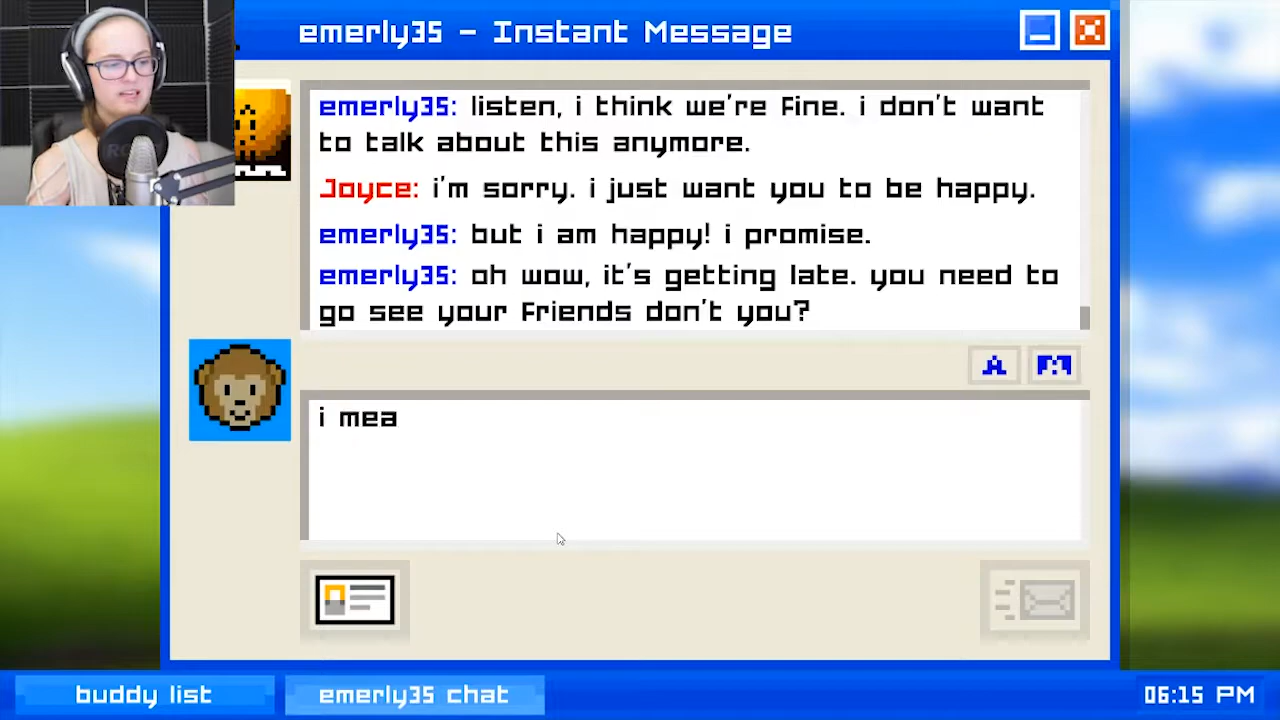 emerly35 - Instant Message
emerly35: listen, i think we're fine. i don't want
to talk about this anymore.
Joyce: i'm sorry. i just want you to be happy.
emerly35: but i am happy! i promise.
emerly35: oh wow, it's getting late. you need to
go see your friends don't you?
A
i mea
buddy list
emerly35 chat
06:15 PM